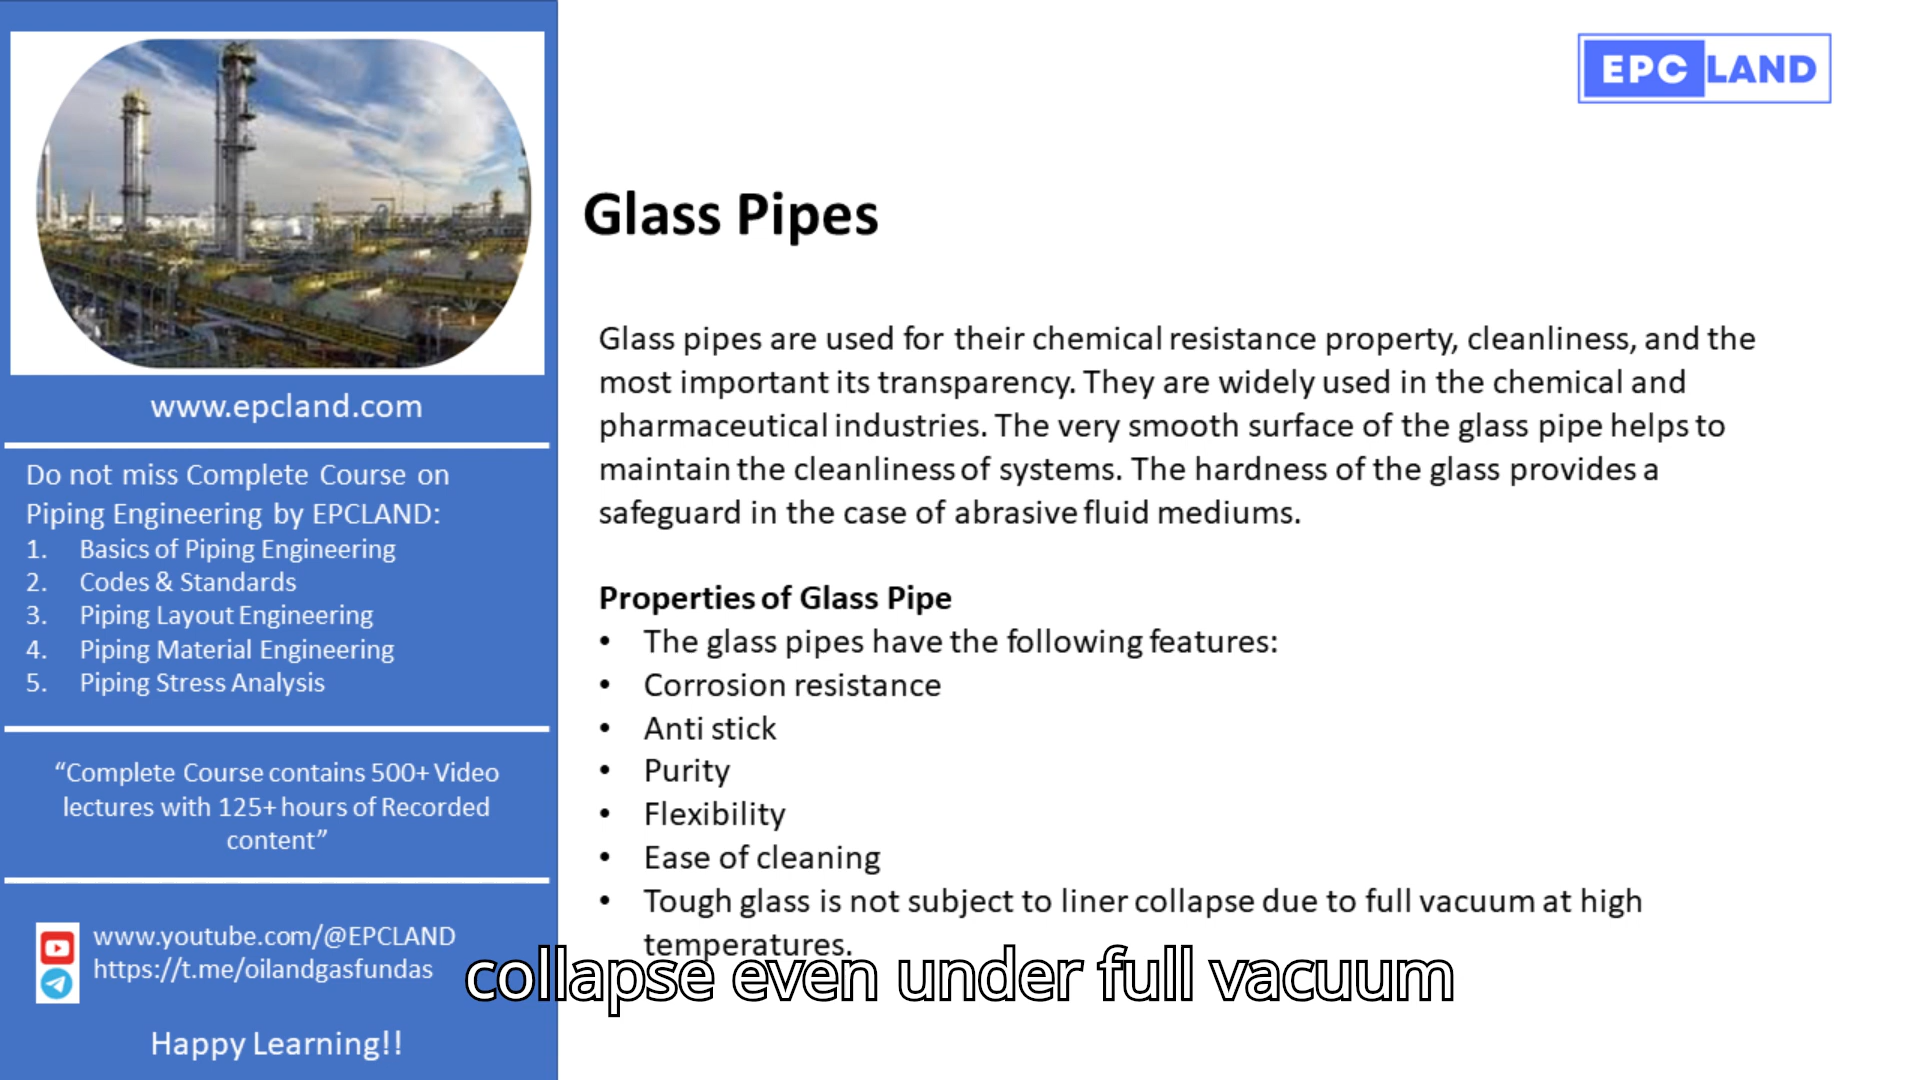 www.epcland.com
Do not miss Complete Course on
Piping Engineering by EPCLAND:
1. Basics of Piping Engineering
2. Codes & Standards
3. Piping Layout Engineering
4. Piping Material Engineering
5. Piping Stress Analysis
“Complete Course contains 500+ Video
lectures with 125+ hours of Recorded
content”
www.youtube.com/@EPCLAND
https://t.me/oilandgasfundas
Happy Learning!!
EPC LAND
Glass Pipes
Glass pipes are used for their chemical resistance property, cleanliness, and the
most important its transparency. They are widely used in the chemical and
pharmaceutical industries. The very smooth surface of the glass pipe helps to
maintain the cleanliness of systems. The hardness of the glass provides a
safeguard in the case of abrasive fluid mediums.
Properties of Glass Pipe
• The glass pipes have the following features:
• Corrosion resistance
• Anti stick
• Purity
• Flexibility
• Ease of cleaning
• Tough glass is not subject to liner collapse due to full vacuum at high
temperatures.
collapse even under full vacuum